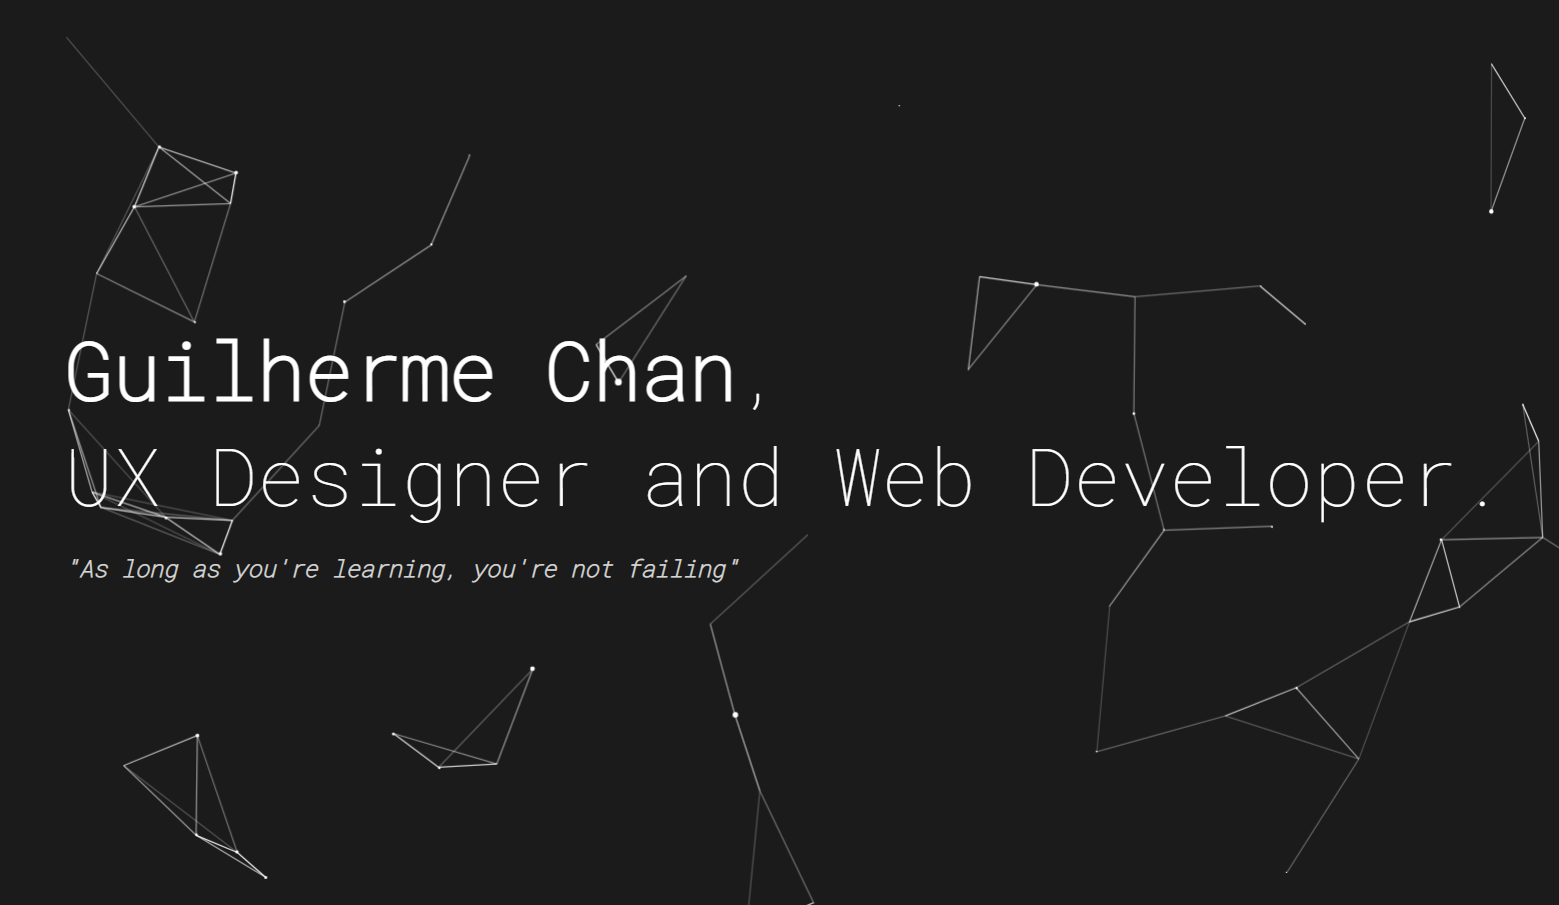 Guilherme Chan,
UX Designer and Web Developer.
"As long as you're learning, you're not failing"